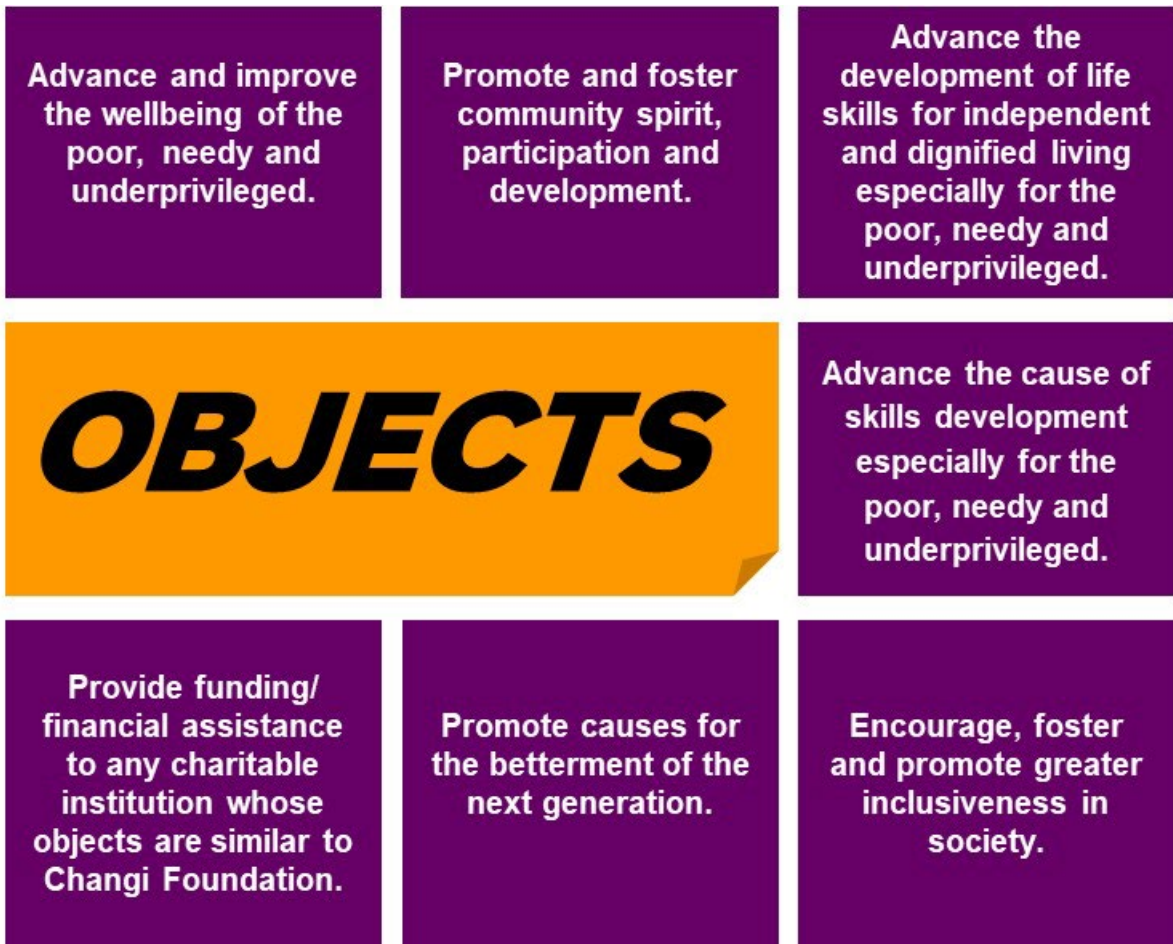 Advance and improve
the wellbeing of the
poor, needy and
underprivileged.
Promote and foster
community spirit,
participation and
development.
Advance the
development of life
skills for independent
and dignified living
especially for the
poor, needy and
underprivileged.
OBJECTS
Advance the cause of
skills development
especially for the
poor, needy and
underprivileged.
Provide funding/
financial assistance
to any charitable
institution whose
objects are similar to
Changi Foundation.
Promote causes for
the betterment of the
next generation.
Encourage, foster
and promote greater
inclusiveness in
society.